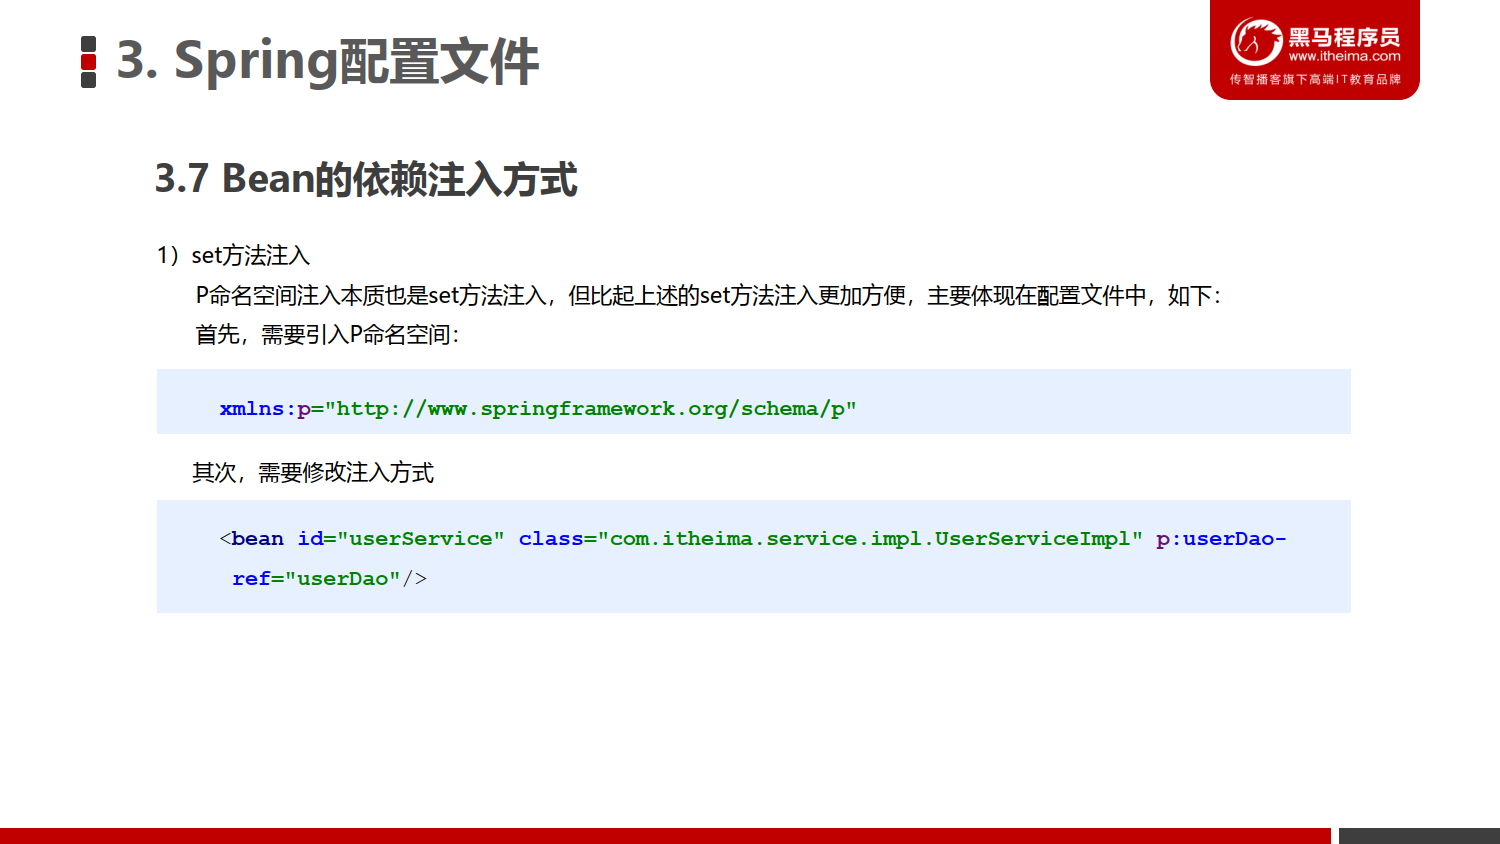 3. Spring配置文件
黑马程序员
www.itheima.com
传智播客旗下高端IT教育品牌
3.7 Bean的依赖注入方式
1）set方法注入
P命名空间注入本质也是set方法注入，但比起上述的set方法注入更加方便，主要体现在配置文件中，如下：
首先，需要引入P命名空间：
xmlns:p="http://www.springframework.org/schema/p"
其次，需要修改注入方式
<bean id="userService" class="com.itheima.service.impl.UserServiceImpl" p:userDao-
ref="userDao"/>